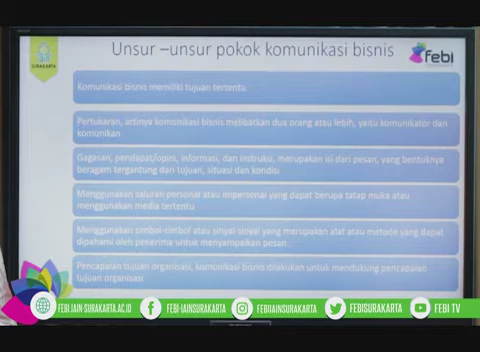 Unsur –unsur pokok komunikasi bisnis
febi
SURAKARTA
Komunikasi bisnis memiliki tujuan tertentu
Pertukaran, artinya komunikasi bisnis melibatkan dua orang atau lebih, yaitu komunikator dan
komunikan
Gagasan, pendapat/opini, informasi, dan instruksi, merupakan isi dari pesan, yang bentuknya
beragam tergantung dari tujuan, situasi dan kondisi
Menggunakan saluran personal atau impersonal yang dapat berupa tatap muka atau
menggunakan media tertentu
Menggunakan simbol-simbol atau sinyal-sinyal yang merupakan alat atau metode yang dapat
dipahami oleh penerima untuk menyampaikan pesan
Pencapaian tujuan organisasi, komunikasi bisnis dilakukan untuk mendukung pencapaian
tujuan organisasi
FEBI.IAIN SURAKARTA.AC.ID FEBI-IAINSURAKARTA FEBIIAINSURAKARTA FEBISURAKARTA FEBI TV